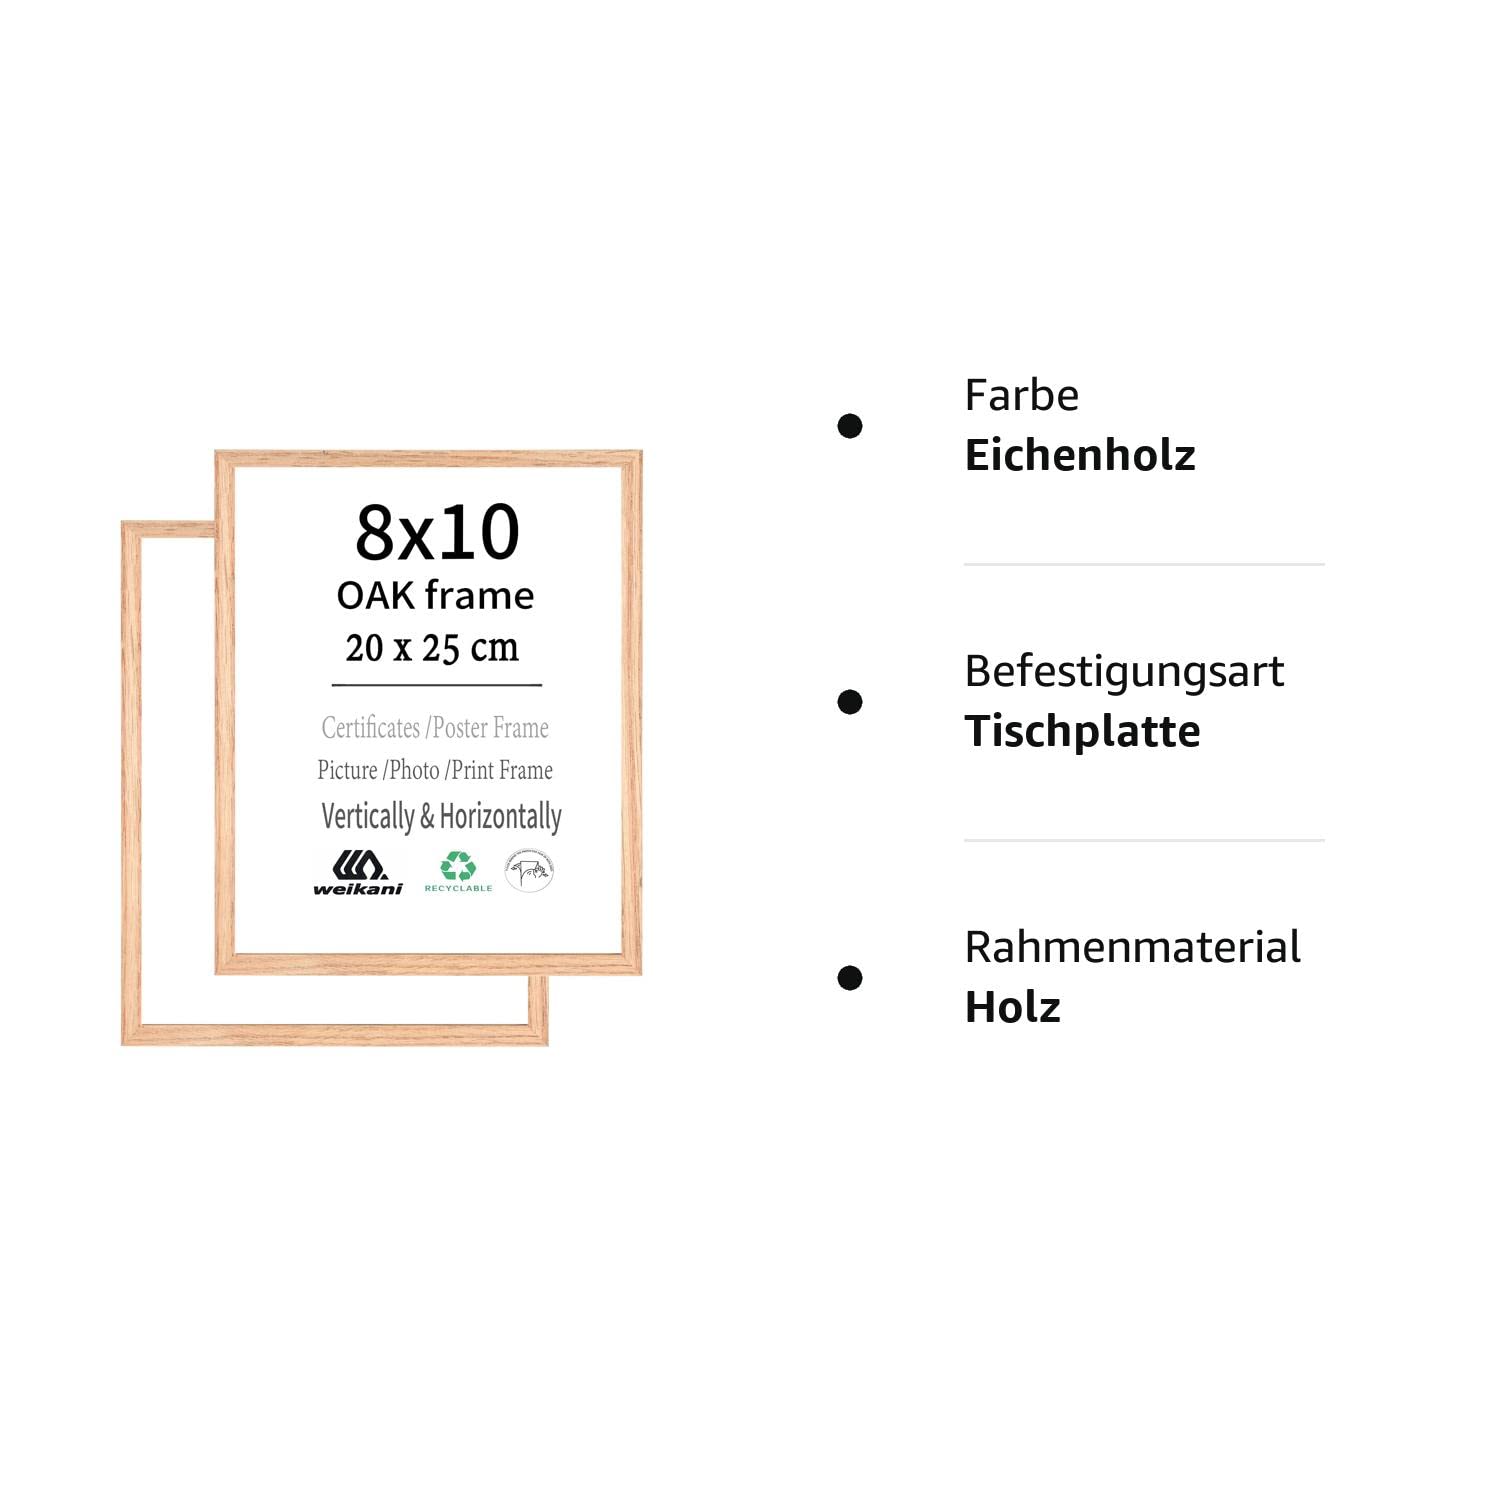 8x10
OAK frame
20 x 25 cm
Certificates /Poster Frame
Picture /Photo /Print Frame
Vertically & Horizontally
weikani
RECYCLABLE
Farbe
Eichenholz
Befestigungsart
Tischplatte
Rahmenmaterial
Holz